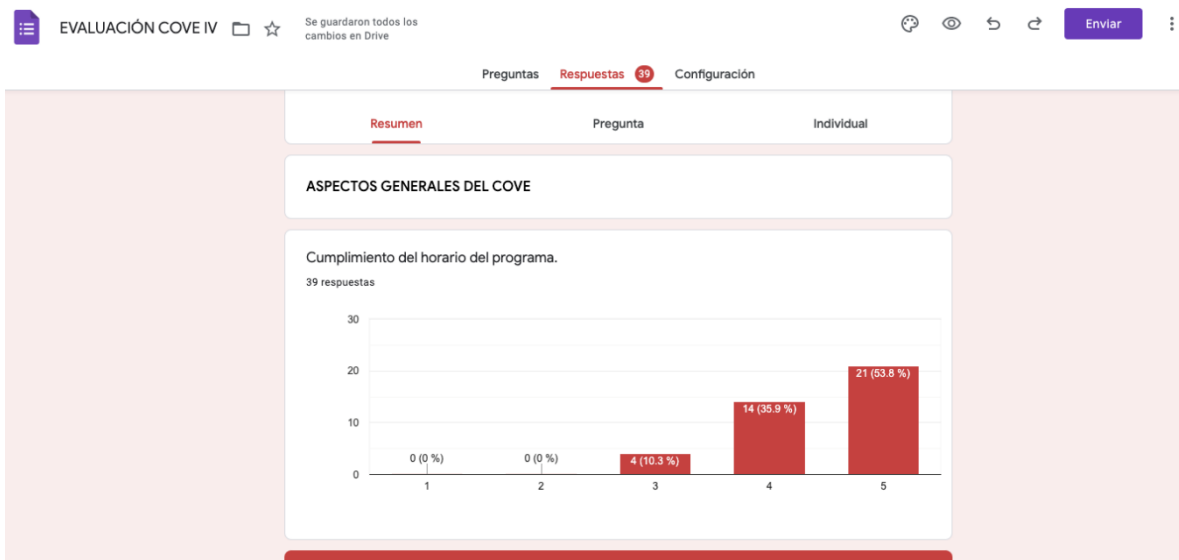 EVALUACIÓN COVE IV
Se guardaron todos los
cambios en Drive
Enviar
Preguntas Respuestas 39 Configuración
Resumen Pregunta Individual
ASPECTOS GENERALES DEL COVE
Cumplimiento del horario del programa.
39 respuestas
30
20
10
0
0 (0 %) 0 (0 %) 4 (10.3 %) 14 (35.9 %) 21 (53.8 %)
1 2 3 4 5